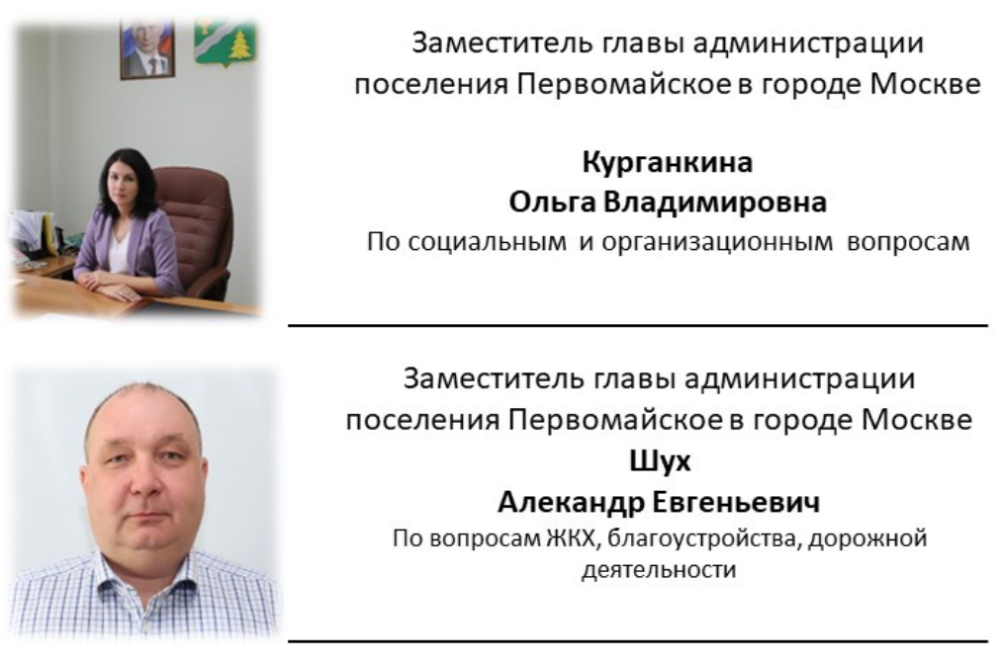 Заместитель главы администрации
поселения Первомайское в городе Москве
Курганкина
Ольга Владимировна
По социальным и организационным вопросам
Заместитель главы администрации
поселения Первомайское в городе Москве
Шух
Алекандр Евгеньевич
По вопросам ЖКХ, благоустройства, дорожной
деятельности